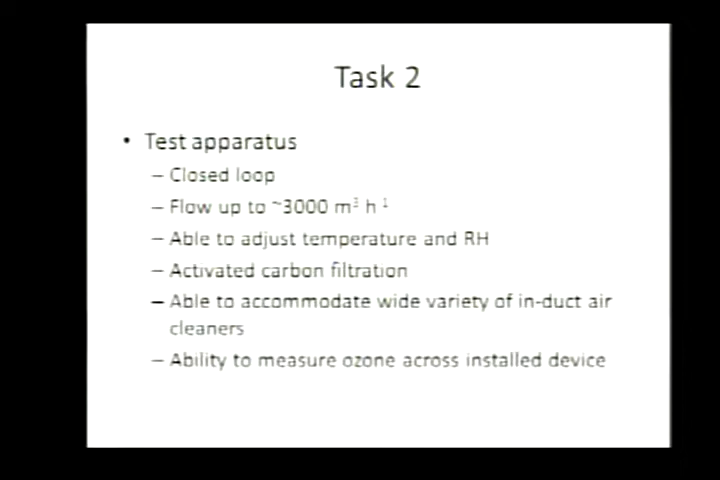 Task 2
• Test apparatus
– Closed loop
– Flow up to ~3000 m³ h⁻¹
– Able to adjust temperature and RH
– Activated carbon filtration
– Able to accommodate wide variety of in-duct air
cleaners
– Ability to measure ozone across installed device